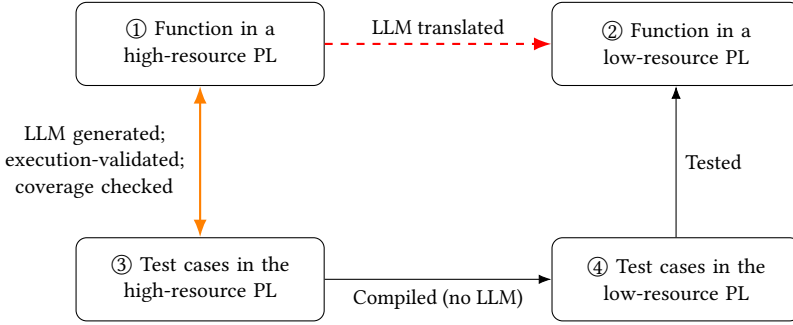 ① Function in a
high-resource PL
LLM translated
② Function in a
low-resource PL
LLM generated;
execution-validated;
coverage checked
Tested
③ Test cases in the
high-resource PL
Compiled (no LLM)
④ Test cases in the
low-resource PL